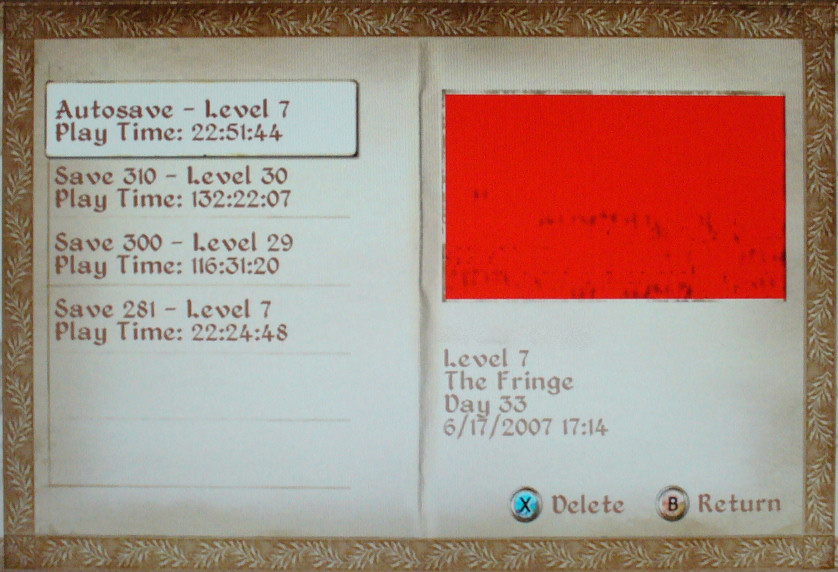 Autosave - Level 7
Play Time: 22:51:44
Save 310 - Level 30
Play Time: 132:22:07
Save 300 - Level 29
Play Time: 116:31:20
Save 281 - Level 7
Play Time: 22:24:48
Level 7
The Fringe
Day 33
6/17/2007 17:14
X Delete
B Return